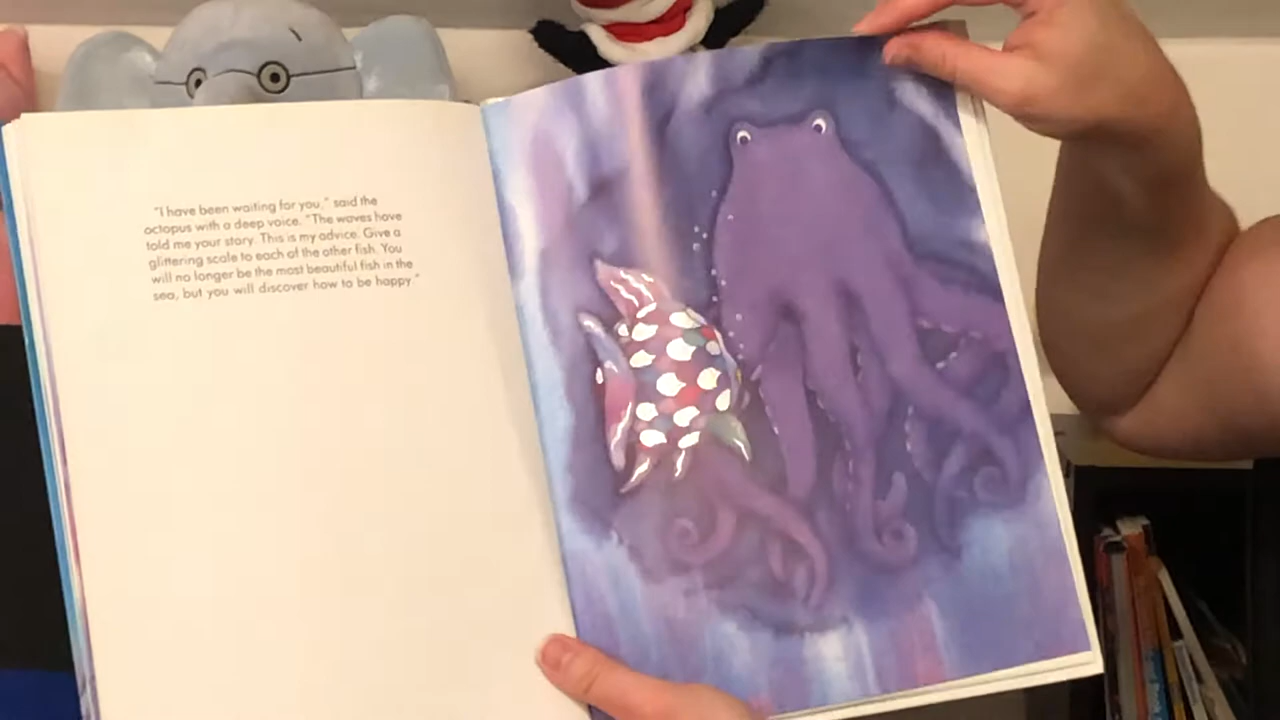 "I have been waiting for you," said the
octopus with a deep voice. "The waves have
told me your story. This is my advice. Give a
glittering scale to each of the other fish. You
will no longer be the most beautiful fish in the
sea, but you will discover how to be happy."